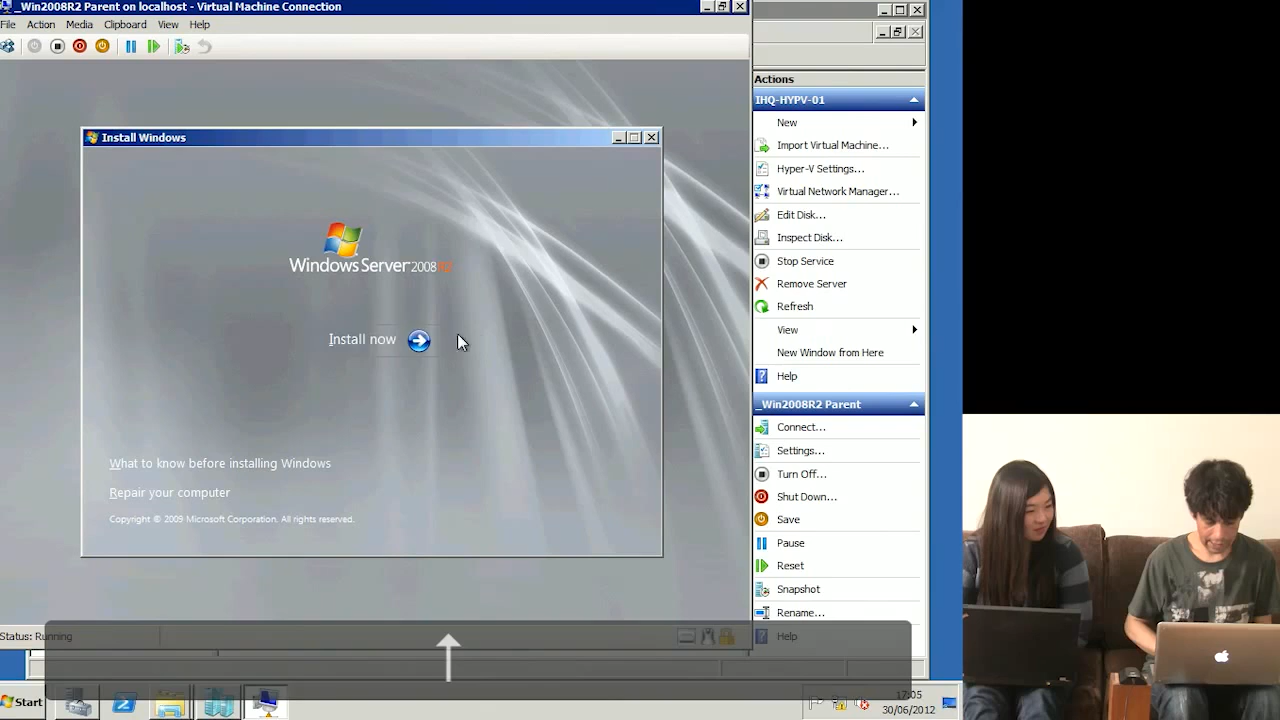 _Win2008R2 Parent on localhost - Virtual Machine Connection
File Action Media Clipboard View Help
Install Windows
Windows Server 2008 R2
Install now
What to know before installing Windows
Repair your computer
Copyright © 2009 Microsoft Corporation. All rights reserved.
Status: Running
Actions
IHQ-HYPV-01
New
Import Virtual Machine...
Hyper-V Settings...
Virtual Network Manager...
Edit Disk...
Inspect Disk...
Stop Service
Remove Server
Refresh
View
New Window from Here
Help
_Win2008R2 Parent
Connect...
Settings...
Turn Off...
Shut Down...
Save
Pause
Reset
Snapshot
Rename...
Help
Start
17:05
30/06/2012